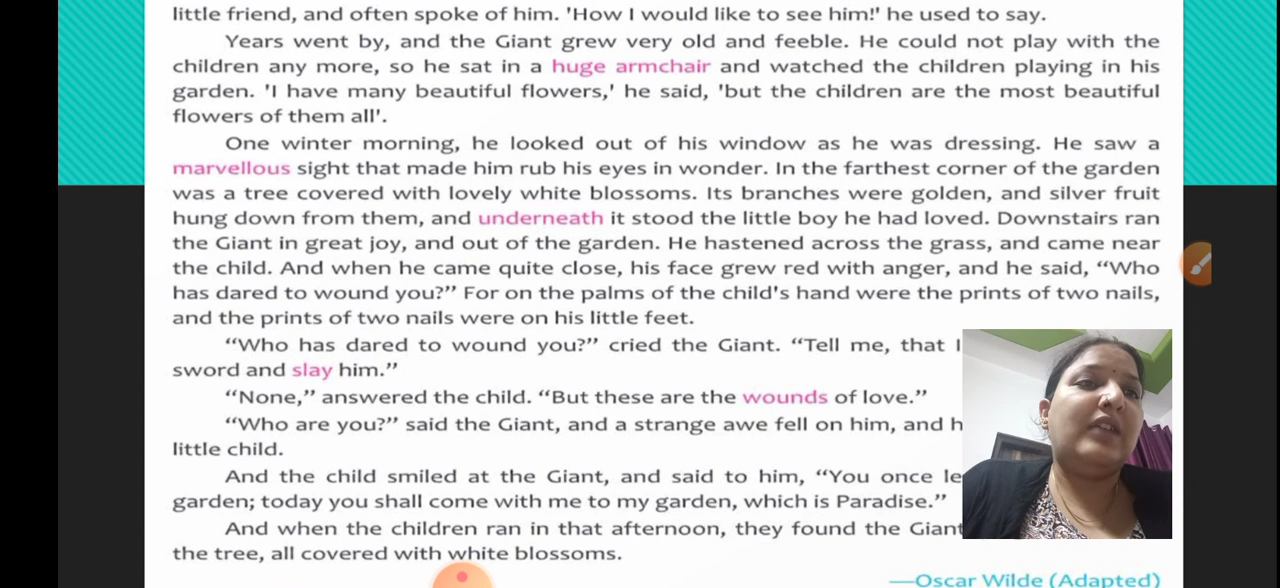 little friend, and often spoke of him. 'How I would like to see him!' he used to say.
Years went by, and the Giant grew very old and feeble. He could not play with the
children any more, so he sat in a huge armchair and watched the children playing in his
garden. 'I have many beautiful flowers,' he said, 'but the children are the most beautiful
flowers of them all'.
One winter morning, he looked out of his window as he was dressing. He saw a
marvellous sight that made him rub his eyes in wonder. In the farthest corner of the garden
was a tree covered with lovely white blossoms. Its branches were golden, and silver fruit
hung down from them, and underneath it stood the little boy he had loved. Downstairs ran
the Giant in great joy, and out of the garden. He hastened across the grass, and came near
the child. And when he came quite close, his face grew red with anger, and he said, “Who
has dared to wound you?” For on the palms of the child's hand were the prints of two nails,
and the prints of two nails were on his little feet.
“Who has dared to wound you?” cried the Giant. “Tell me, that I
sword and slay him.”
“None,” answered the child. “But these are the wounds of love.”
“Who are you?” said the Giant, and a strange awe fell on him, and h
little child.
And the child smiled at the Giant, and said to him, “You once le
garden; today you shall come with me to my garden, which is Paradise.”
And when the children ran in that afternoon, they found the Giant
the tree, all covered with white blossoms.
—Oscar Wilde (Adapted)